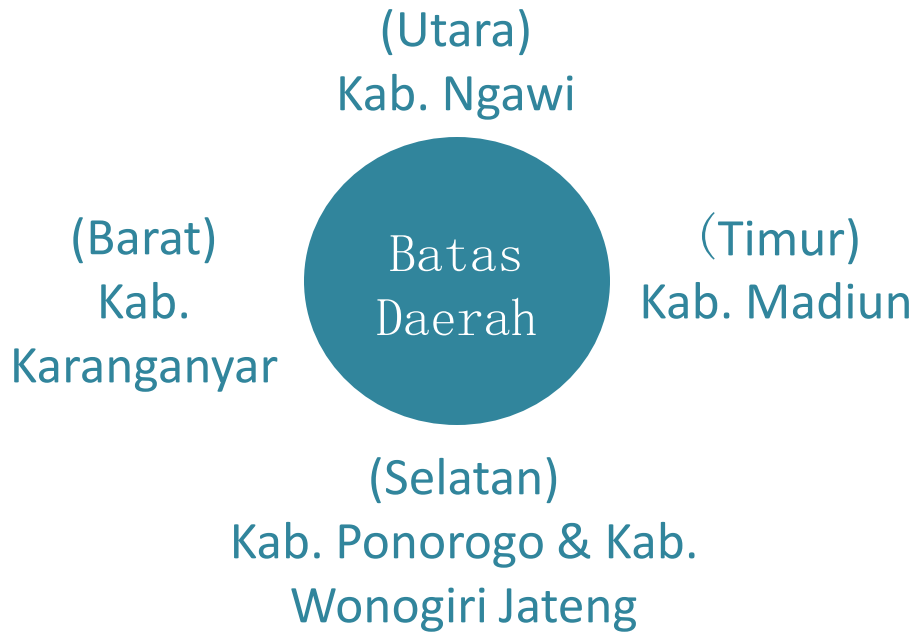 (Utara)
Kab. Ngawi
(Barat)
Kab.
Karanganyar
Batas
Daerah
（Timur)
Kab. Madiun
(Selatan)
Kab. Ponorogo & Kab.
Wonogiri Jateng